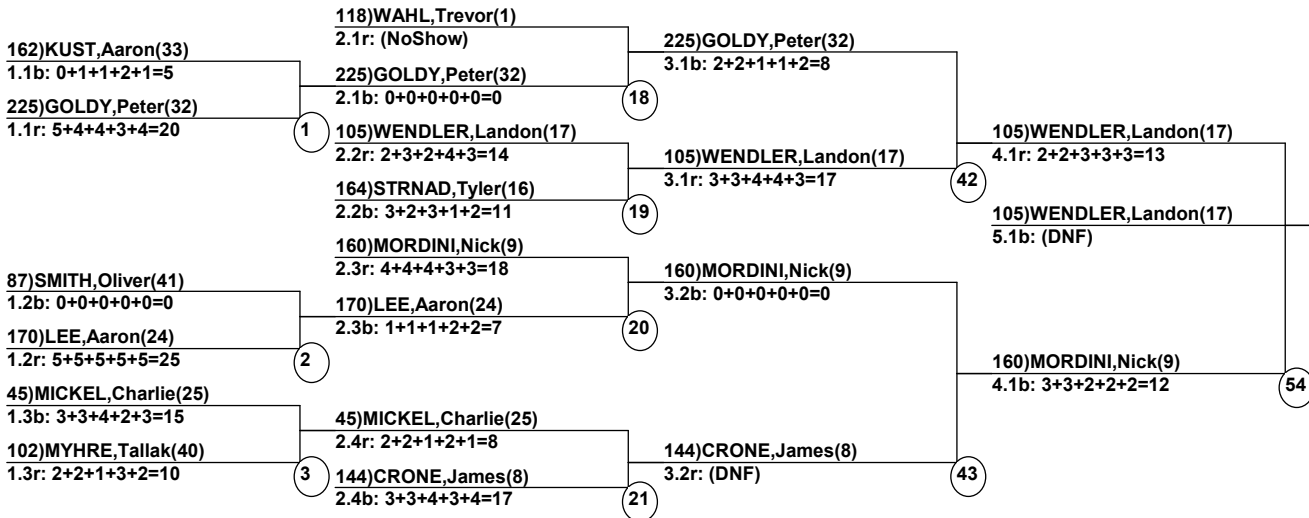 162)KUST,Aaron(33)
1.1b: 0+1+1+2+1=5
225)GOLDY,Peter(32)
1.1r: 5+4+4+3+4=20
1
87)SMITH,Oliver(41)
1.2b: 0+0+0+0+0=0
170)LEE,Aaron(24)
1.2r: 5+5+5+5+5=25
2
45)MICKEL,Charlie(25)
1.3b: 3+3+4+2+3=15
102)MYHRE,Tallak(40)
1.3r: 2+2+1+3+2=10
3
118)WAHL,Trevor(1)
2.1r: (NoShow)
225)GOLDY,Peter(32)
2.1b: 0+0+0+0+0=0
18
105)WENDLER,Landon(17)
2.2r: 2+3+2+4+3=14
164)STRNAD,Tyler(16)
2.2b: 3+2+3+1+2=11
19
160)MORDINI,Nick(9)
2.3r: 4+4+4+3+3=18
170)LEE,Aaron(24)
2.3b: 1+1+1+2+2=7
20
45)MICKEL,Charlie(25)
2.4r: 2+2+1+2+1=8
144)CRONE,James(8)
2.4b: 3+3+4+3+4=17
21
225)GOLDY,Peter(32)
3.1b: 2+2+1+1+2=8
105)WENDLER,Landon(17)
3.1r: 3+3+4+4+3=17
42
160)MORDINI,Nick(9)
3.2b: 0+0+0+0+0=0
144)CRONE,James(8)
3.2r: (DNF)
43
105)WENDLER,Landon(17)
4.1r: 2+2+3+3+3=13
105)WENDLER,Landon(17)
5.1b: (DNF)
160)MORDINI,Nick(9)
4.1b: 3+3+2+2+2=12
54